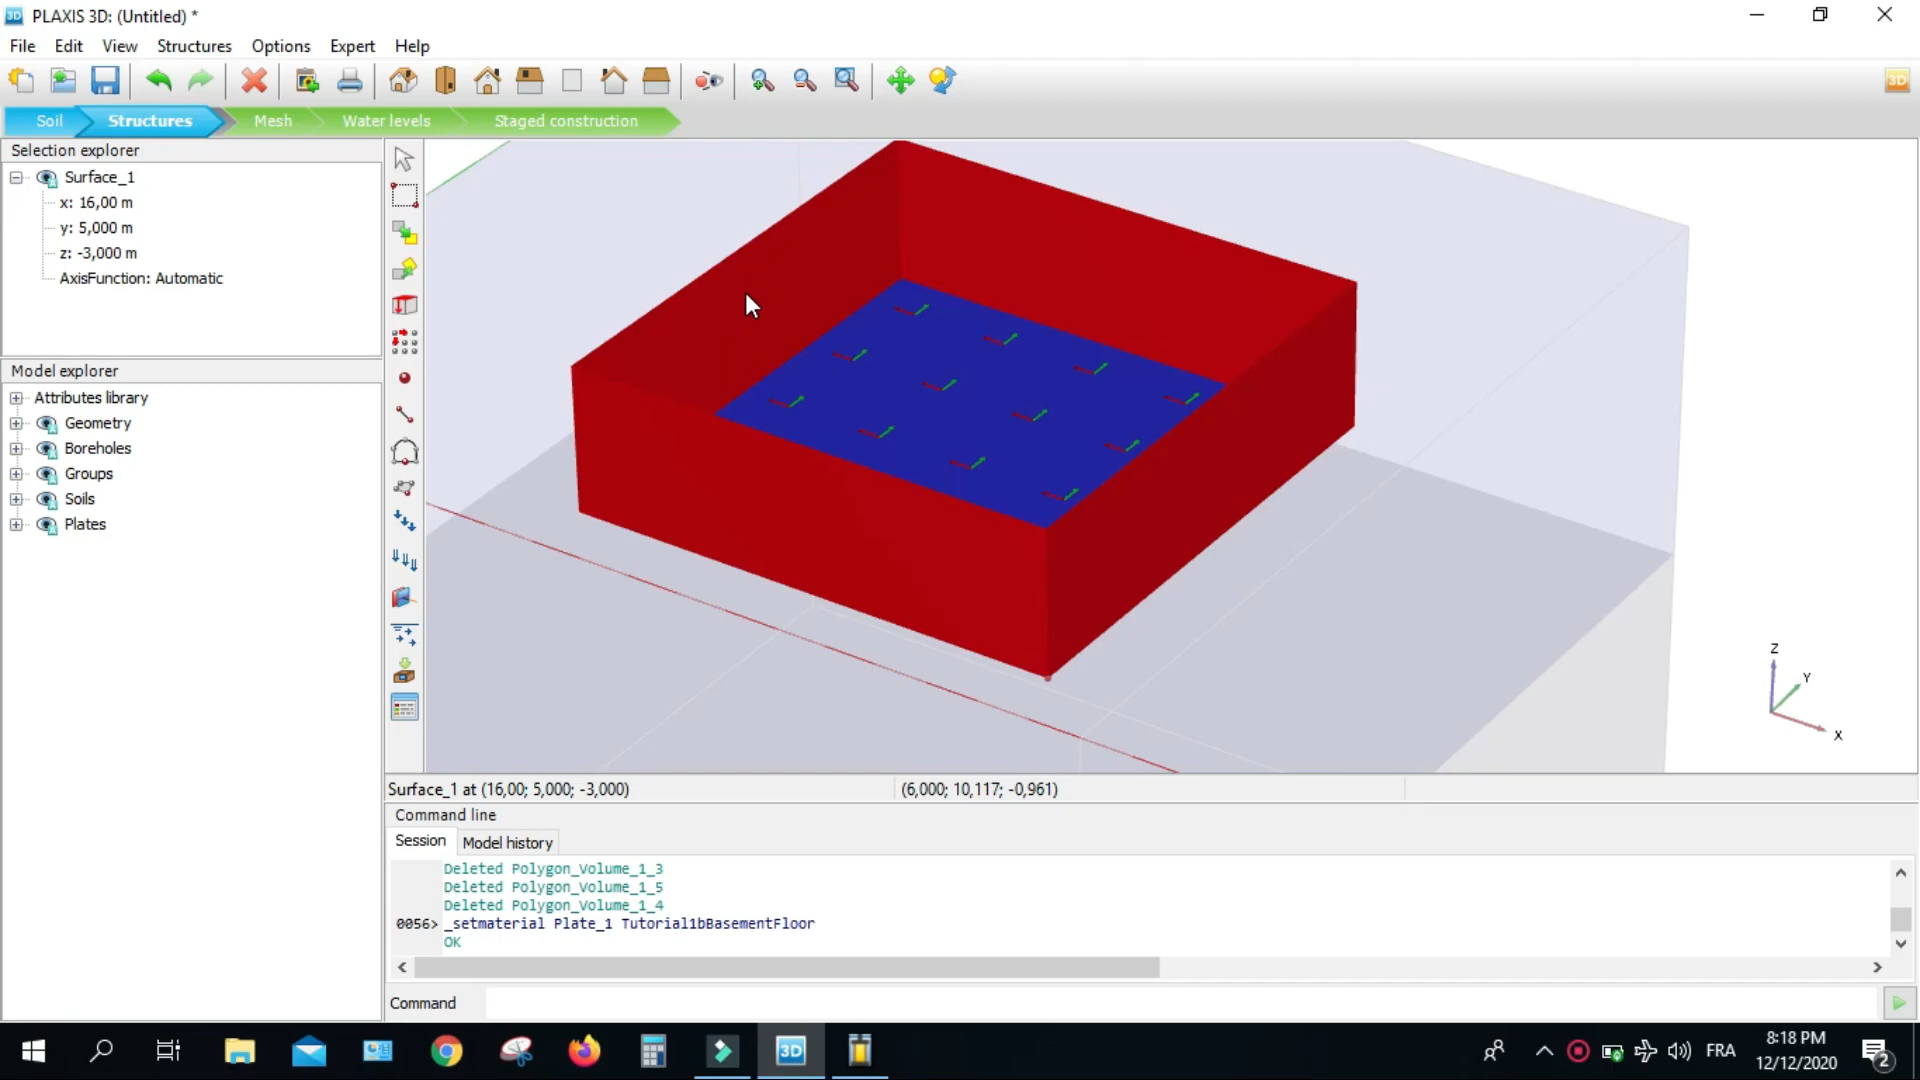 PLAXIS 3D: (Untitled) *
File Edit View Structures Options Expert Help
3D
Soil Structures Mesh Water levels Staged construction
Selection explorer
Surface_1
x: 16,00 m
y: 5,000 m
z: -3,000 m
AxisFunction: Automatic
Model explorer
Attributes library
Geometry
Boreholes
Groups
Soils
Plates
Z
Y
X
Surface_1 at (16,00; 5,000; -3,000) (6,000; 10,117; -0,961)
Command line
Session Model history
Deleted Polygon_Volume_1_3
Deleted Polygon_Volume_1_5
Deleted Polygon_Volume_1_4
0056> _setmaterial Plate_1 Tutorial1bBasementFloor
OK
Command
3D
FRA
8:18 PM
12/12/2020
2